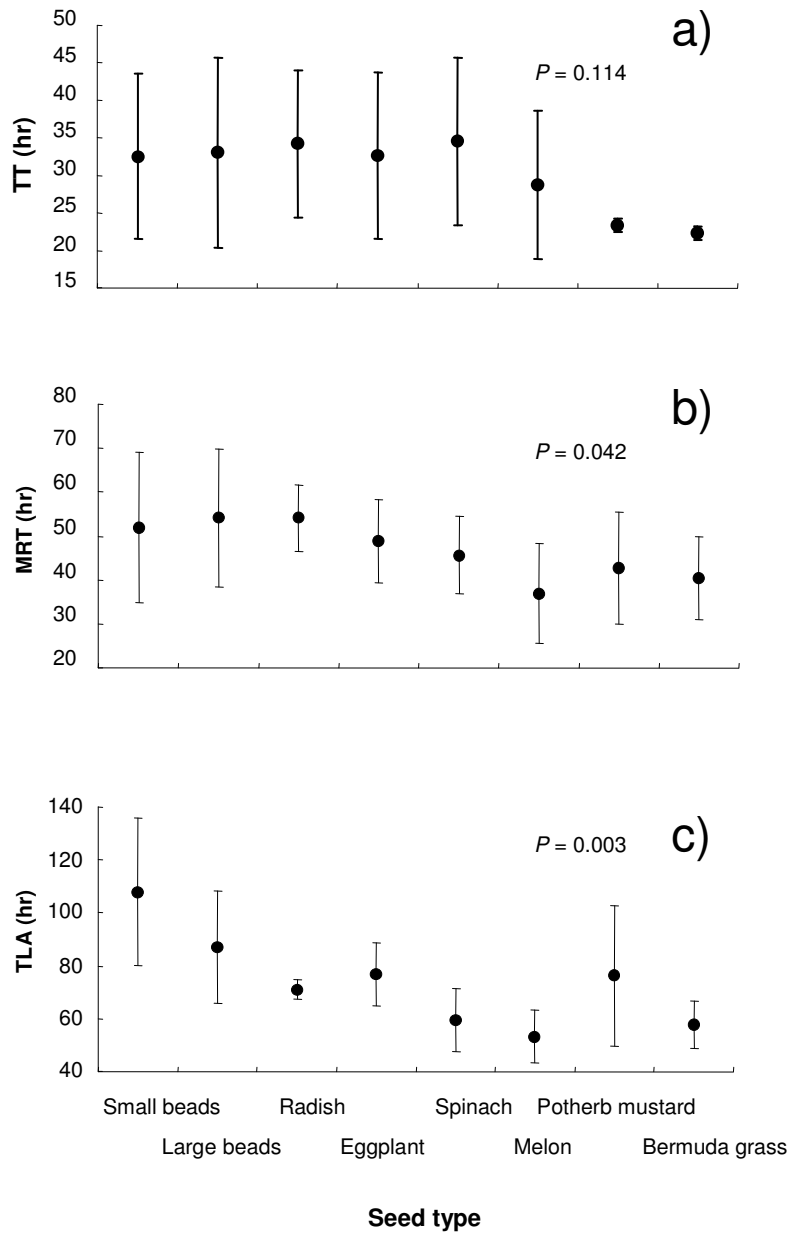 a)
P = 0.114
TT (hr)
50
45
40
35
30
25
20
15
b)
P = 0.042
MRT (hr)
80
70
60
50
40
30
20
c)
P = 0.003
TLA (hr)
140
120
100
80
60
40
Small beads Radish Spinach Potherb mustard
Large beads Eggplant Melon Bermuda grass
Seed type